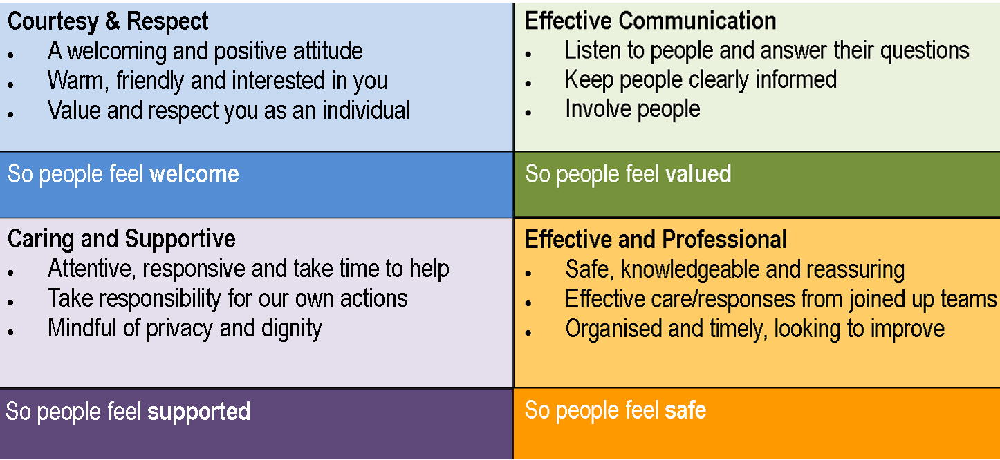 Courtesy & Respect
• A welcoming and positive attitude
• Warm, friendly and interested in you
• Value and respect you as an individual
So people feel welcome
Effective Communication
• Listen to people and answer their questions
• Keep people clearly informed
• Involve people
So people feel valued
Caring and Supportive
• Attentive, responsive and take time to help
• Take responsibility for our own actions
• Mindful of privacy and dignity
So people feel supported
Effective and Professional
• Safe, knowledgeable and reassuring
• Effective care/responses from joined up teams
• Organised and timely, looking to improve
So people feel safe